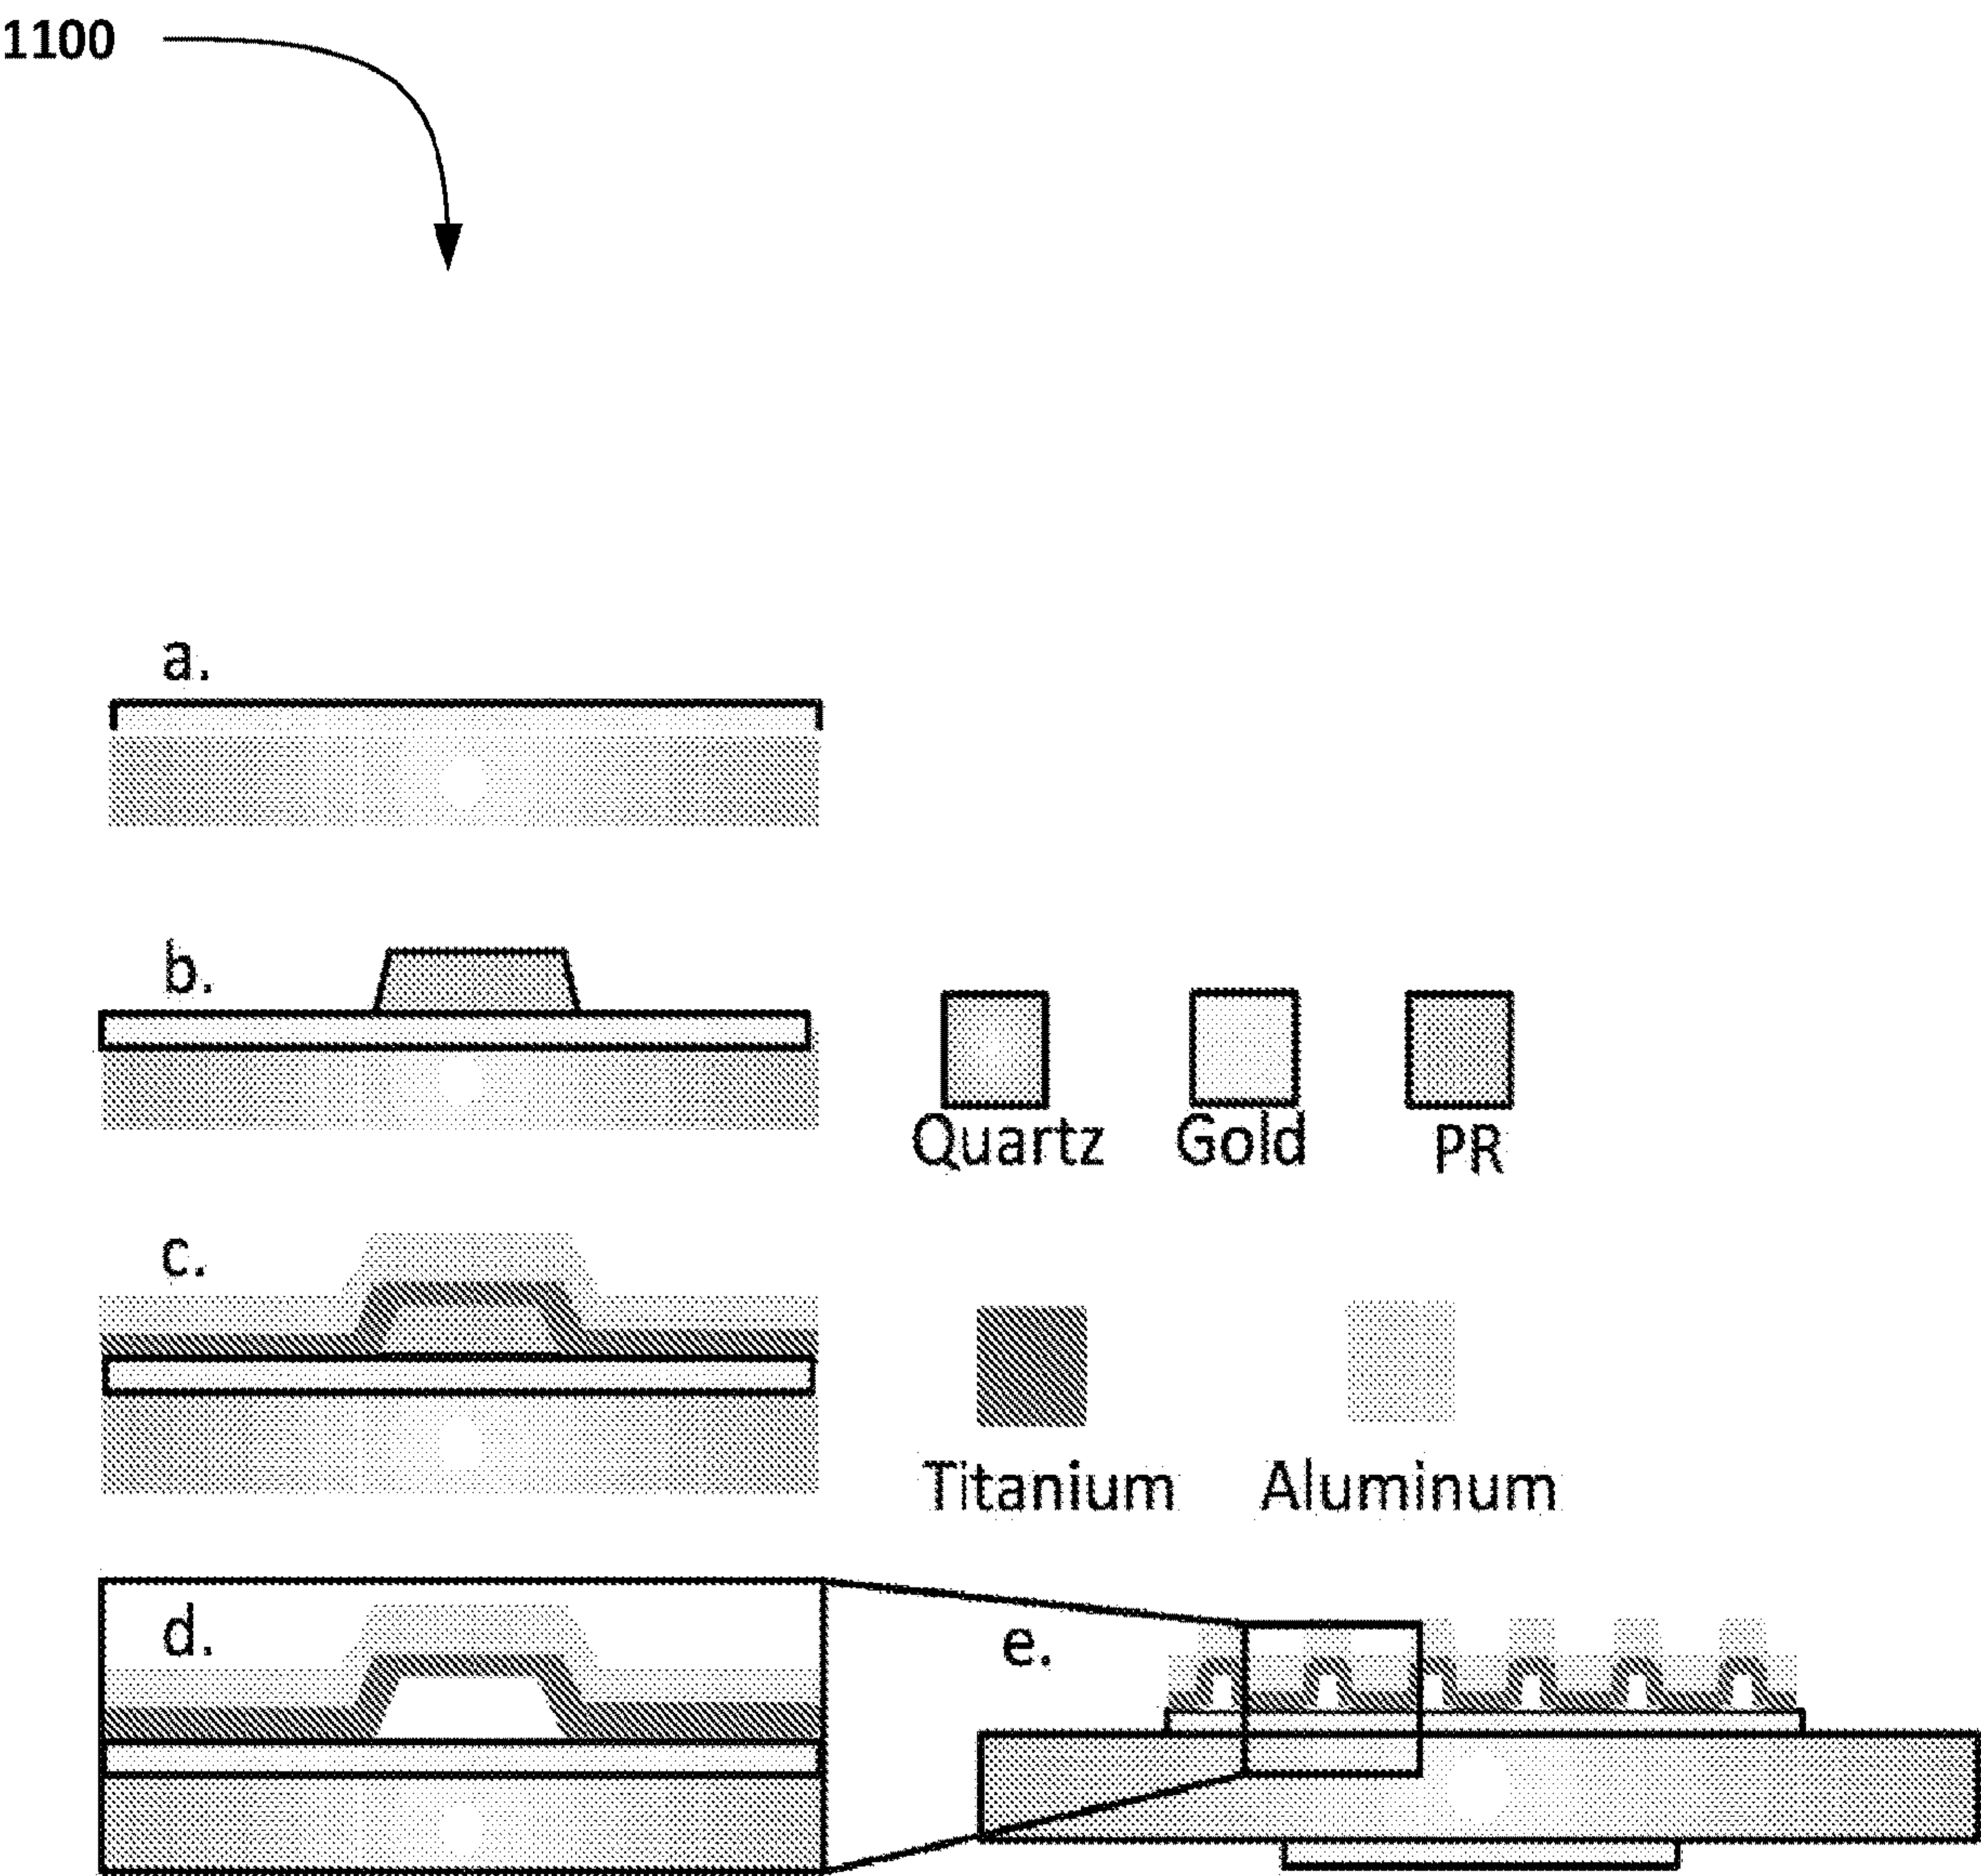 1100
a.
b.
Quartz Gold PR
c.
Titanium Aluminum
d.
e.